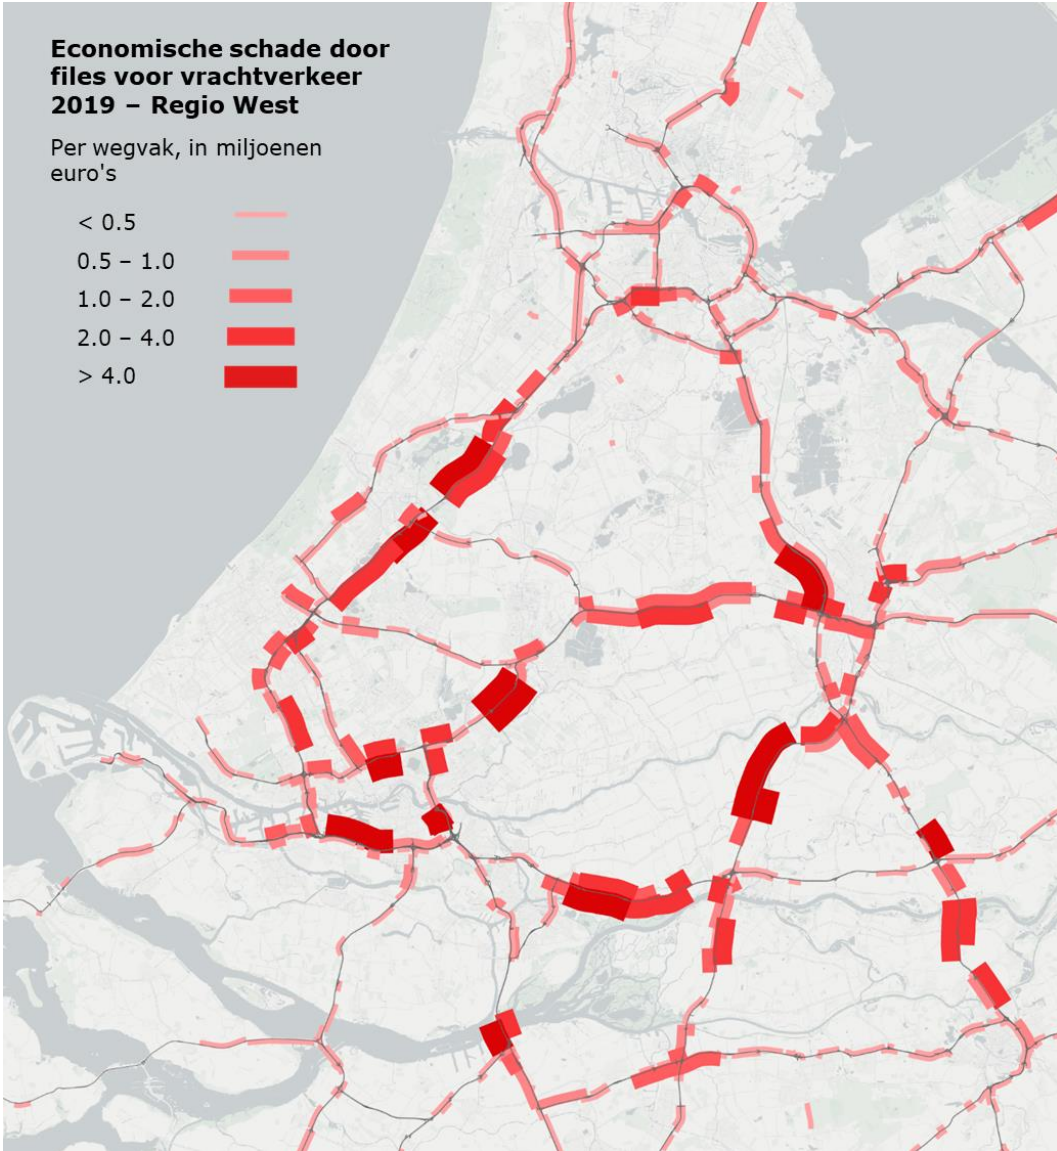 Economische schade door
files voor vrachtverkeer
2019 – Regio West
Per wegvak, in miljoenen
euro's
< 0.5
0.5 – 1.0
1.0 – 2.0
2.0 – 4.0
> 4.0